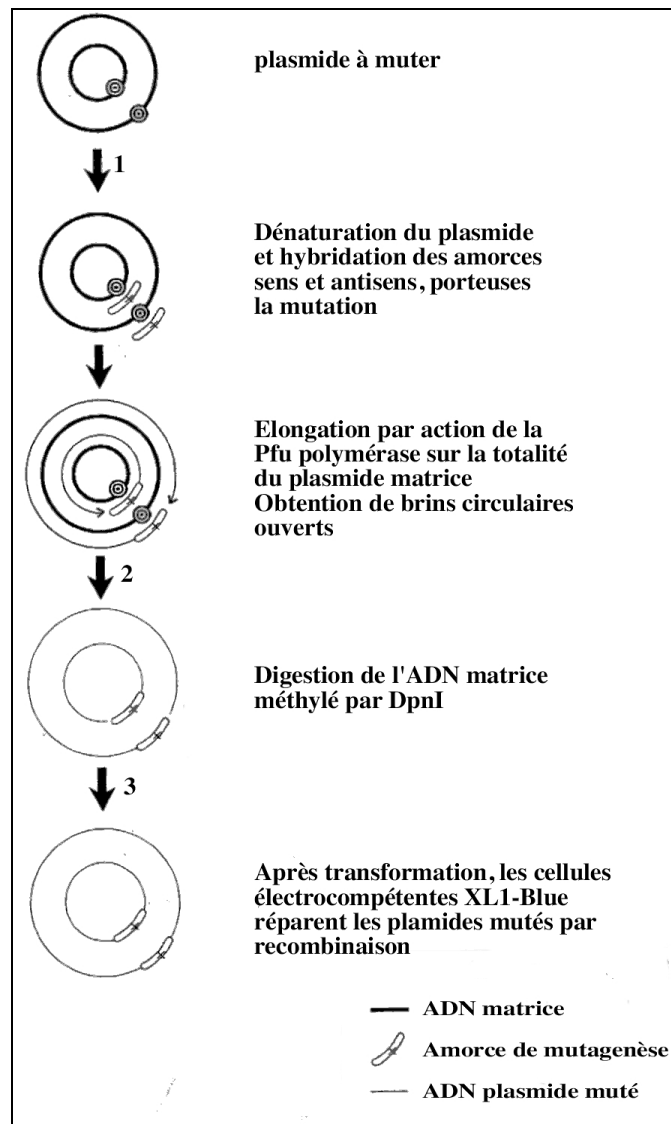 plasmide à muter
1
Dénaturation du plasmide
et hybridation des amorces
sens et antisens, porteuses
la mutation
Elongation par action de la
Pfu polymérase sur la totalité
du plasmide matrice
Obtention de brins circulaires
ouverts
2
Digestion de l'ADN matrice
méthylé par DpnI
3
Après transformation, les cellules
électrocompétentes XL1-Blue
réparent les plamides mutés par
recombinaison
ADN matrice
Amorce de mutagenèse
ADN plasmide muté